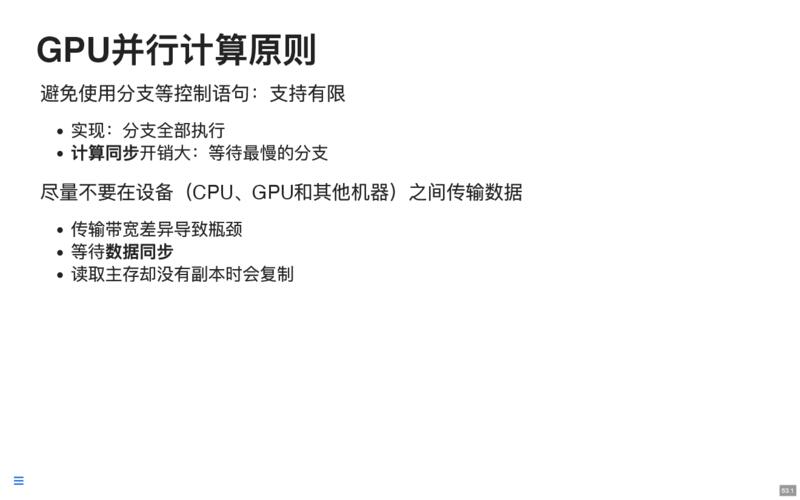 GPU并行计算原则
避免使用分支等控制语句：支持有限
实现：分支全部执行
计算同步开销大：等待最慢的分支
尽量不要在设备（CPU、GPU和其他机器）之间传输数据
传输带宽差异导致瓶颈
等待数据同步
读取主存却没有副本时会复制
53.1